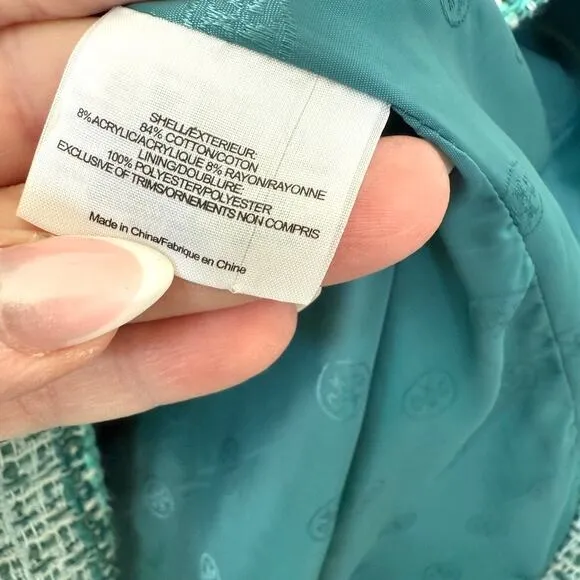 SHELL/EXTERIEUR:
84% COTTON/COTON
8% ACRYLIC/ACRYLIQUE 8% RAYON/RAYONNE
LINING/DOUBLURE:
100% POLYESTER/POLYESTER
EXCLUSIVE OF TRIMS/ORNEMENTS NON COMPRIS
Made in China/Fabrique en Chine